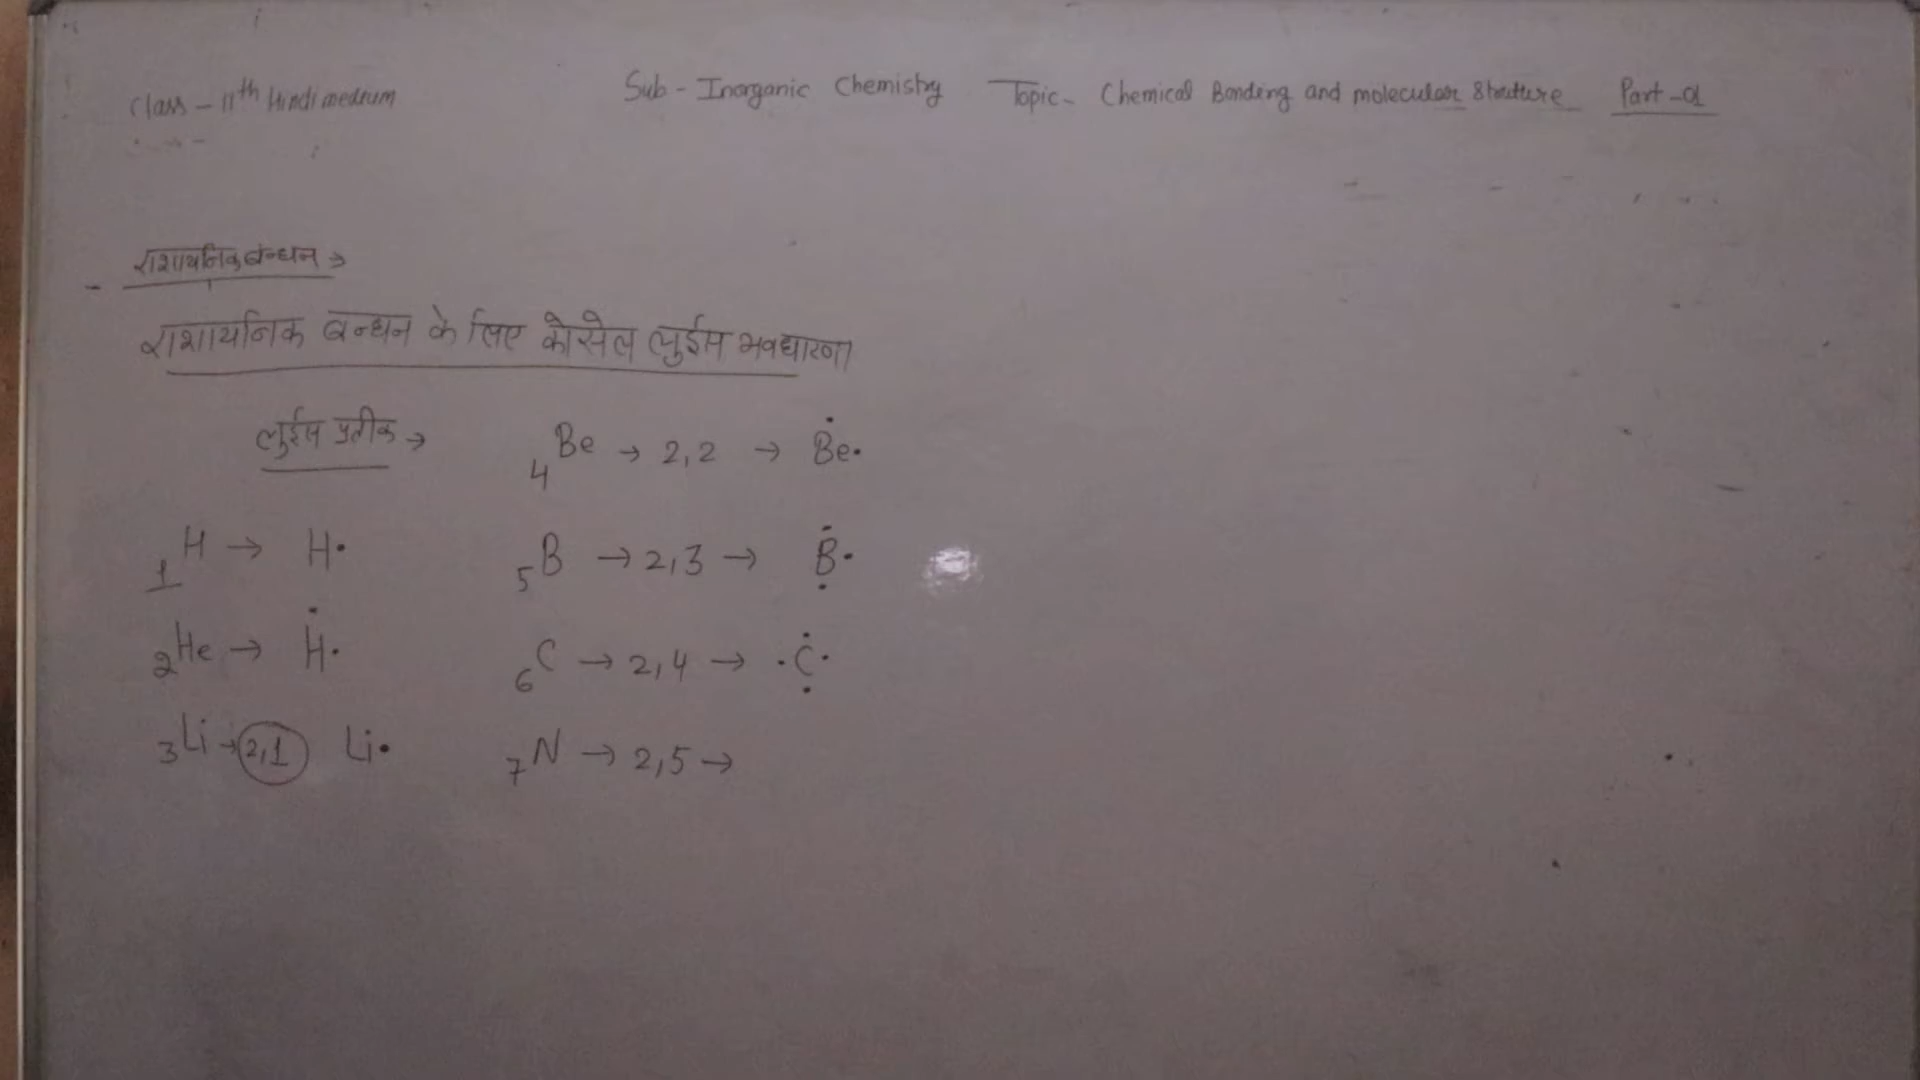 Class - 11th Hindi medium
Sub - Inorganic Chemistry Topic - Chemical Bonding and molecular Structure Part - 01
राशायनिक बन्धन →
राशायनिक बन्धन के लिए कोसेल लुईस अवधारणा
लुईस प्रतीक →
1H → H•
2He → H:
3Li → 2,1 Li•
4Be → 2,2 → Be:
5B → 2,3 → B
6C → 2,4 → C
7N → 2,5 →